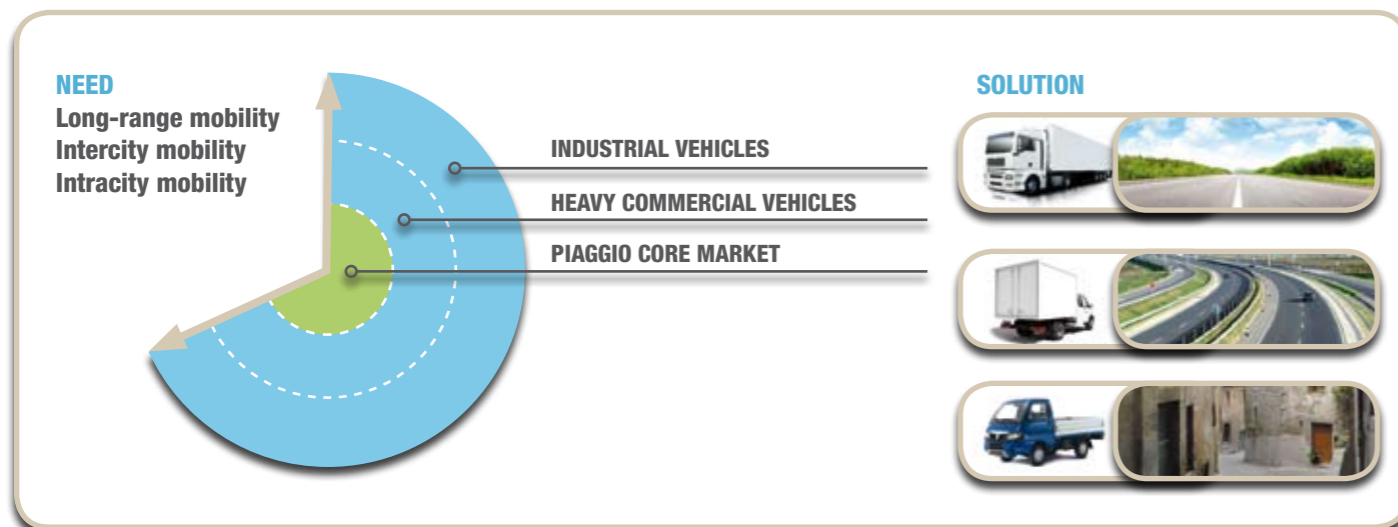 NEED
Long-range mobility
Intercity mobility
Intracity mobility
SOLUTION
INDUSTRIAL VEHICLES
HEAVY COMMERCIAL VEHICLES
PIAGGIO CORE MARKET